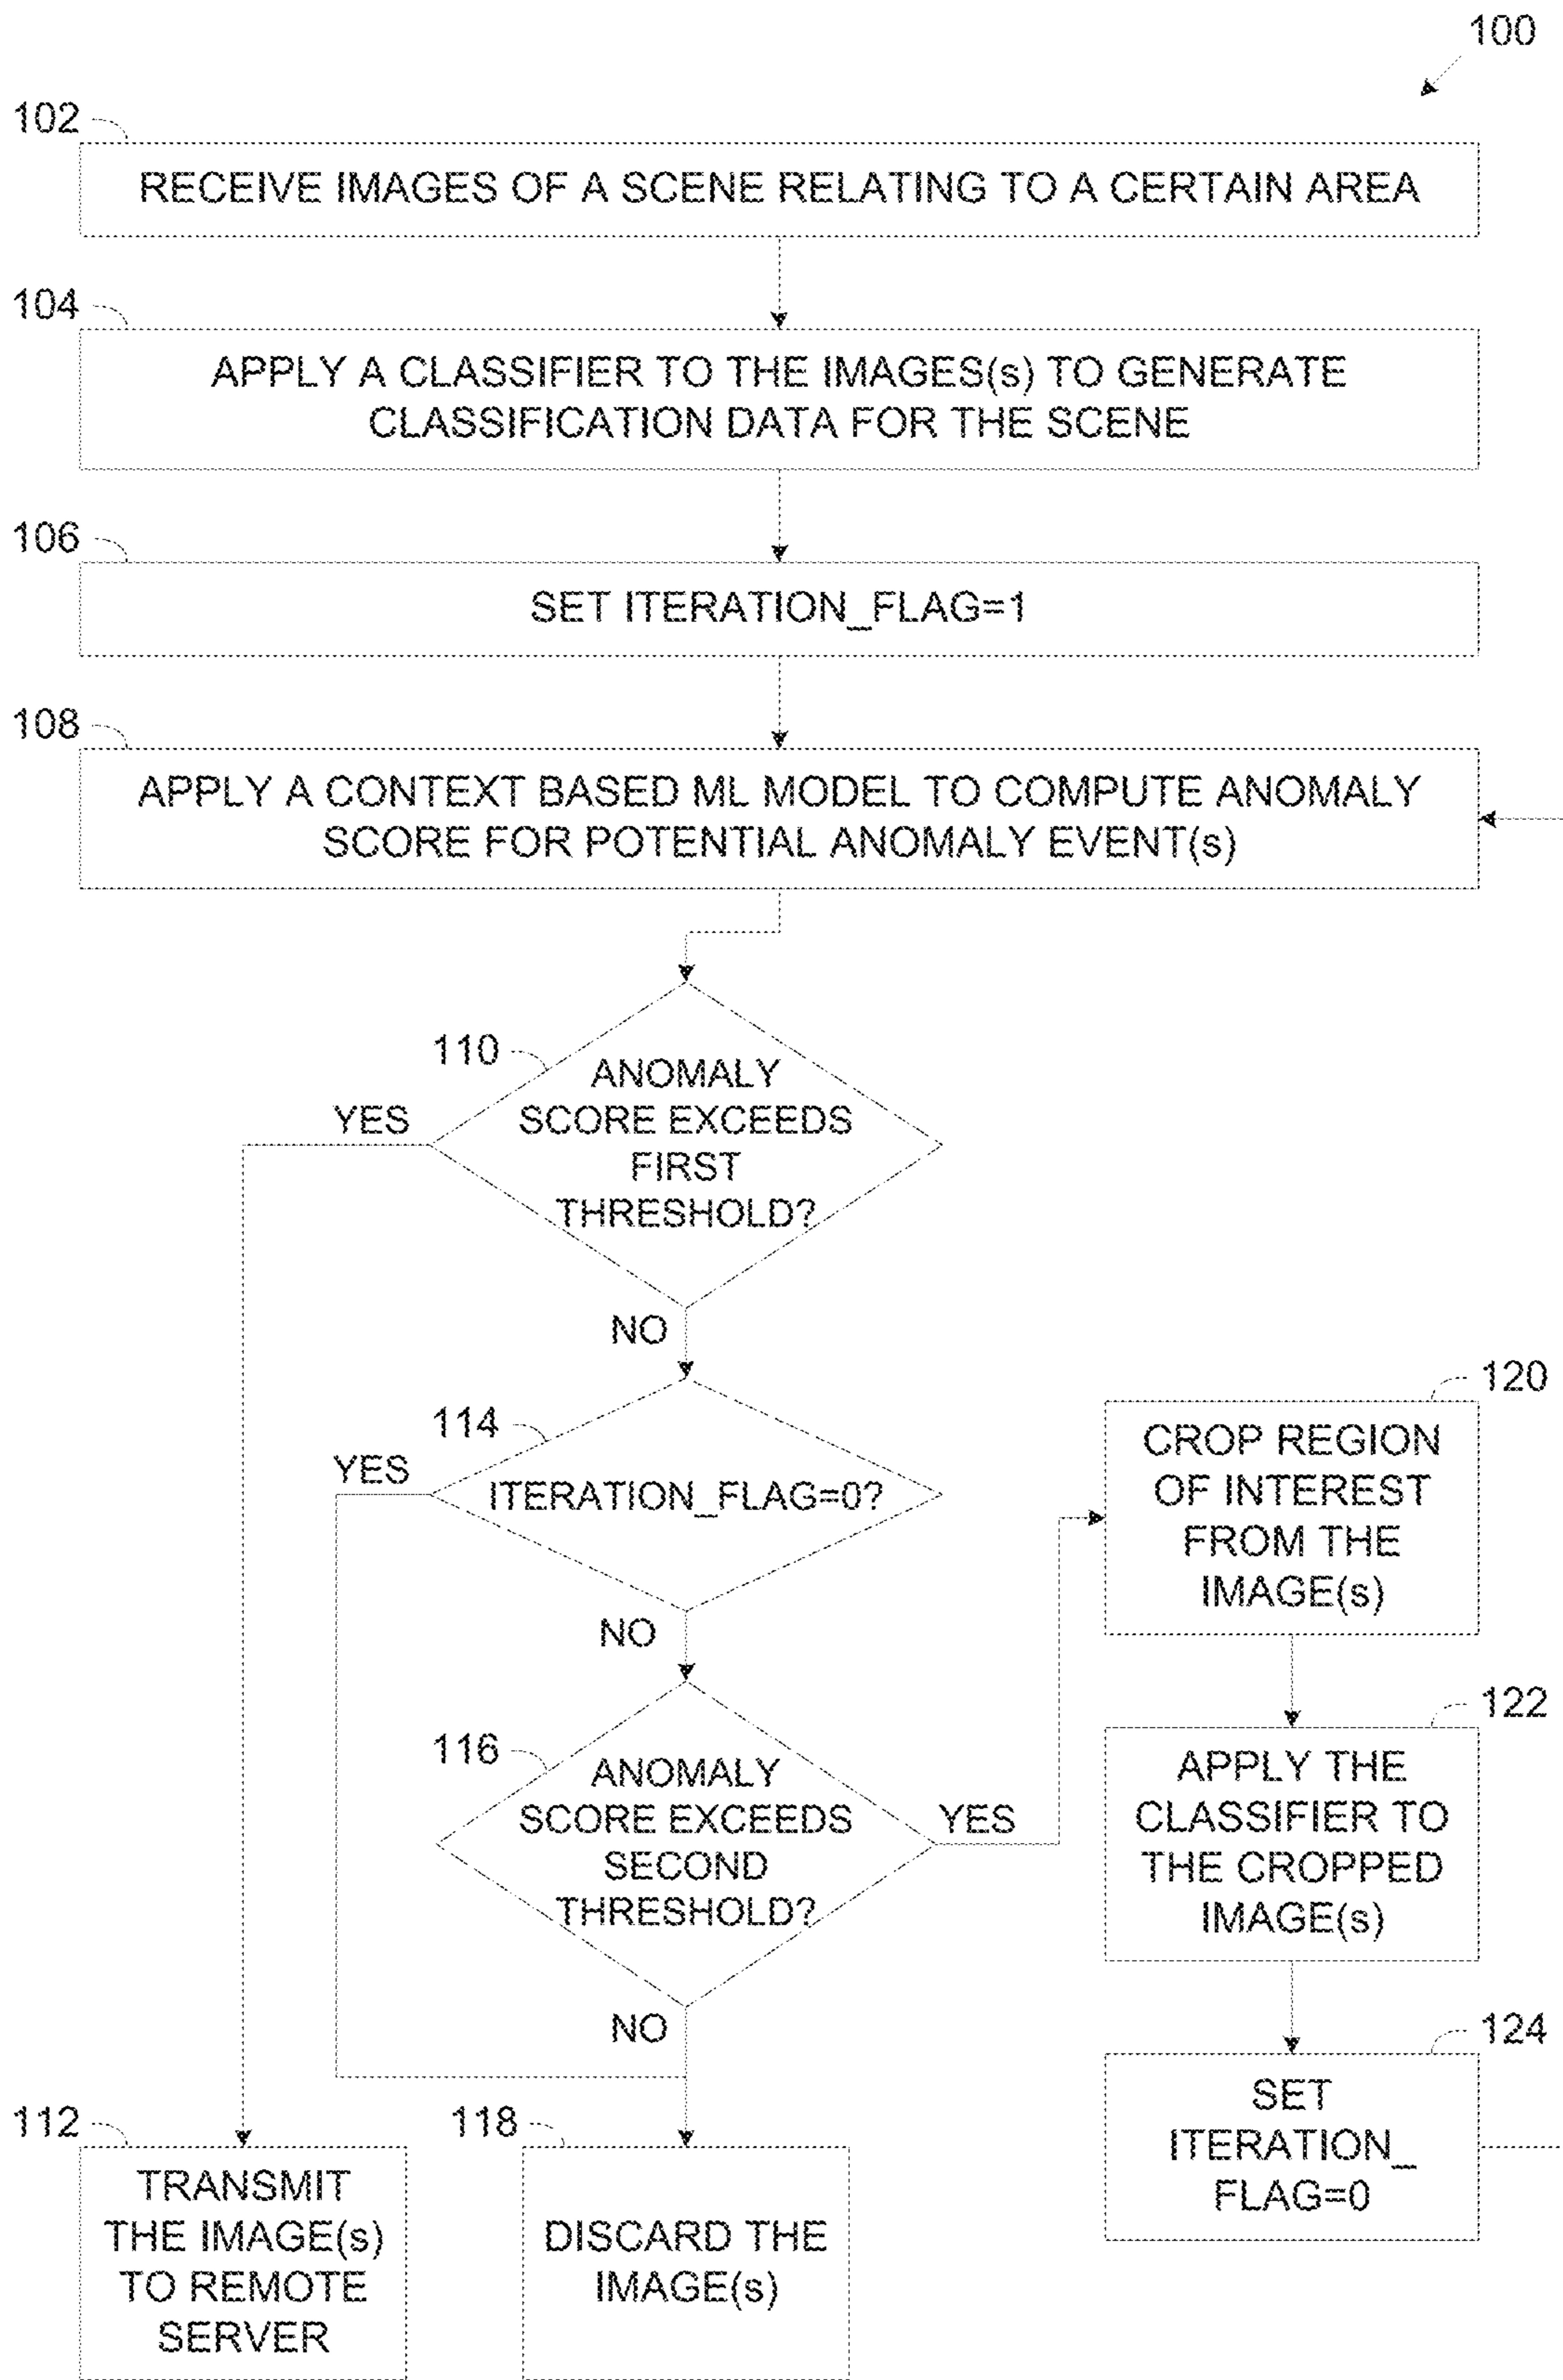 100
102
RECEIVE IMAGES OF A SCENE RELATING TO A CERTAIN AREA
104
APPLY A CLASSIFIER TO THE IMAGES(s) TO GENERATE
CLASSIFICATION DATA FOR THE SCENE
106
SET ITERATION_FLAG=1
108
APPLY A CONTEXT BASED ML MODEL TO COMPUTE ANOMALY
SCORE FOR POTENTIAL ANOMALY EVENT(s)
110
ANOMALY
SCORE EXCEEDS
FIRST
THRESHOLD?
YES
NO
114
ITERATION_FLAG=0?
YES
NO
116
ANOMALY
SCORE EXCEEDS
SECOND
THRESHOLD?
YES
NO
120
CROP REGION
OF INTEREST
FROM THE
IMAGE(s)
122
APPLY THE
CLASSIFIER TO
THE CROPPED
IMAGE(s)
124
SET
ITERATION_
FLAG=0
112
TRANSMIT
THE IMAGE(s)
TO REMOTE
SERVER
118
DISCARD THE
IMAGE(s)